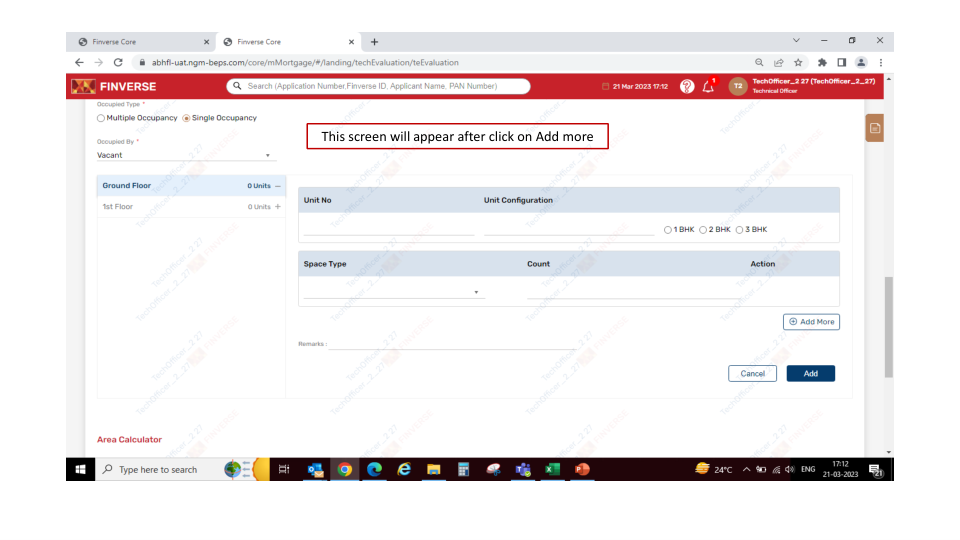 Finverse Core
Finverse Core
abhfl-uat.ngm-beps.com/core/mMortgage/#/landing/techEvaluation/teEvaluation
FINVERSE
Search (Application Number,Finverse ID, Applicant Name, PAN Number)
21 Mar 2023 17:12
T2
TechOfficer_2 27 (TechOfficer_2_27)
Technical Officer
Occupied Type *
Multiple Occupancy Single Occupancy
This screen will appear after click on Add more
Occupied By *
Vacant
Ground Floor 0 Units −
1st Floor 0 Units +
Unit No Unit Configuration
1 BHK 2 BHK 3 BHK
Space Type Count Action
Add More
Remarks :
Cancel Add
Area Calculator
Type here to search
24°C
ENG
17:12
21-03-2023
21